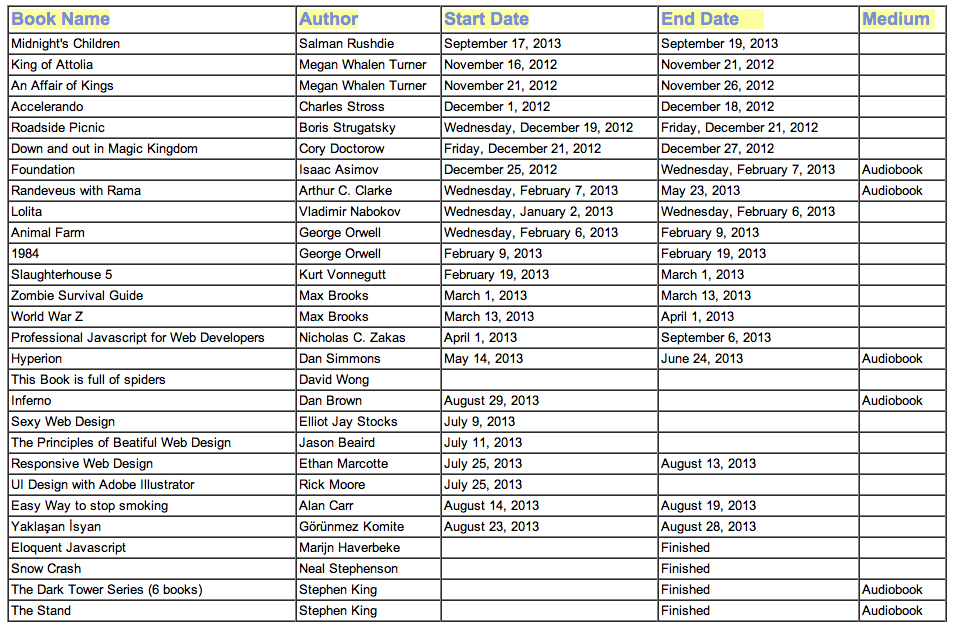 Book Name Author Start Date End Date Medium
Midnight's Children Salman Rushdie September 17, 2013 September 19, 2013
King of Attolia Megan Whalen Turner November 16, 2012 November 21, 2012
An Affair of Kings Megan Whalen Turner November 21, 2012 November 26, 2012
Accelerando Charles Stross December 1, 2012 December 18, 2012
Roadside Picnic Boris Strugatsky Wednesday, December 19, 2012 Friday, December 21, 2012
Down and out in Magic Kingdom Cory Doctorow Friday, December 21, 2012 December 27, 2012
Foundation Isaac Asimov December 25, 2012 Wednesday, February 7, 2013 Audiobook
Randeveus with Rama Arthur C. Clarke Wednesday, February 7, 2013 May 23, 2013 Audiobook
Lolita Vladimir Nabokov Wednesday, January 2, 2013 Wednesday, February 6, 2013
Animal Farm George Orwell Wednesday, February 6, 2013 February 9, 2013
1984 George Orwell February 9, 2013 February 19, 2013
Slaughterhouse 5 Kurt Vonnegutt February 19, 2013 March 1, 2013
Zombie Survival Guide Max Brooks March 1, 2013 March 13, 2013
World War Z Max Brooks March 13, 2013 April 1, 2013
Professional Javascript for Web Developers Nicholas C. Zakas April 1, 2013 September 6, 2013
Hyperion Dan Simmons May 14, 2013 June 24, 2013 Audiobook
This Book is full of spiders David Wong
Inferno Dan Brown August 29, 2013 Audiobook
Sexy Web Design Elliot Jay Stocks July 9, 2013
The Principles of Beatiful Web Design Jason Beaird July 11, 2013
Responsive Web Design Ethan Marcotte July 25, 2013 August 13, 2013
UI Design with Adobe Illustrator Rick Moore July 25, 2013
Easy Way to stop smoking Alan Carr August 14, 2013 August 19, 2013
Yaklaşan İsyan Görünmez Komite August 23, 2013 August 28, 2013
Eloquent Javascript Marijn Haverbeke Finished
Snow Crash Neal Stephenson Finished
The Dark Tower Series (6 books) Stephen King Finished Audiobook
The Stand Stephen King Finished Audiobook